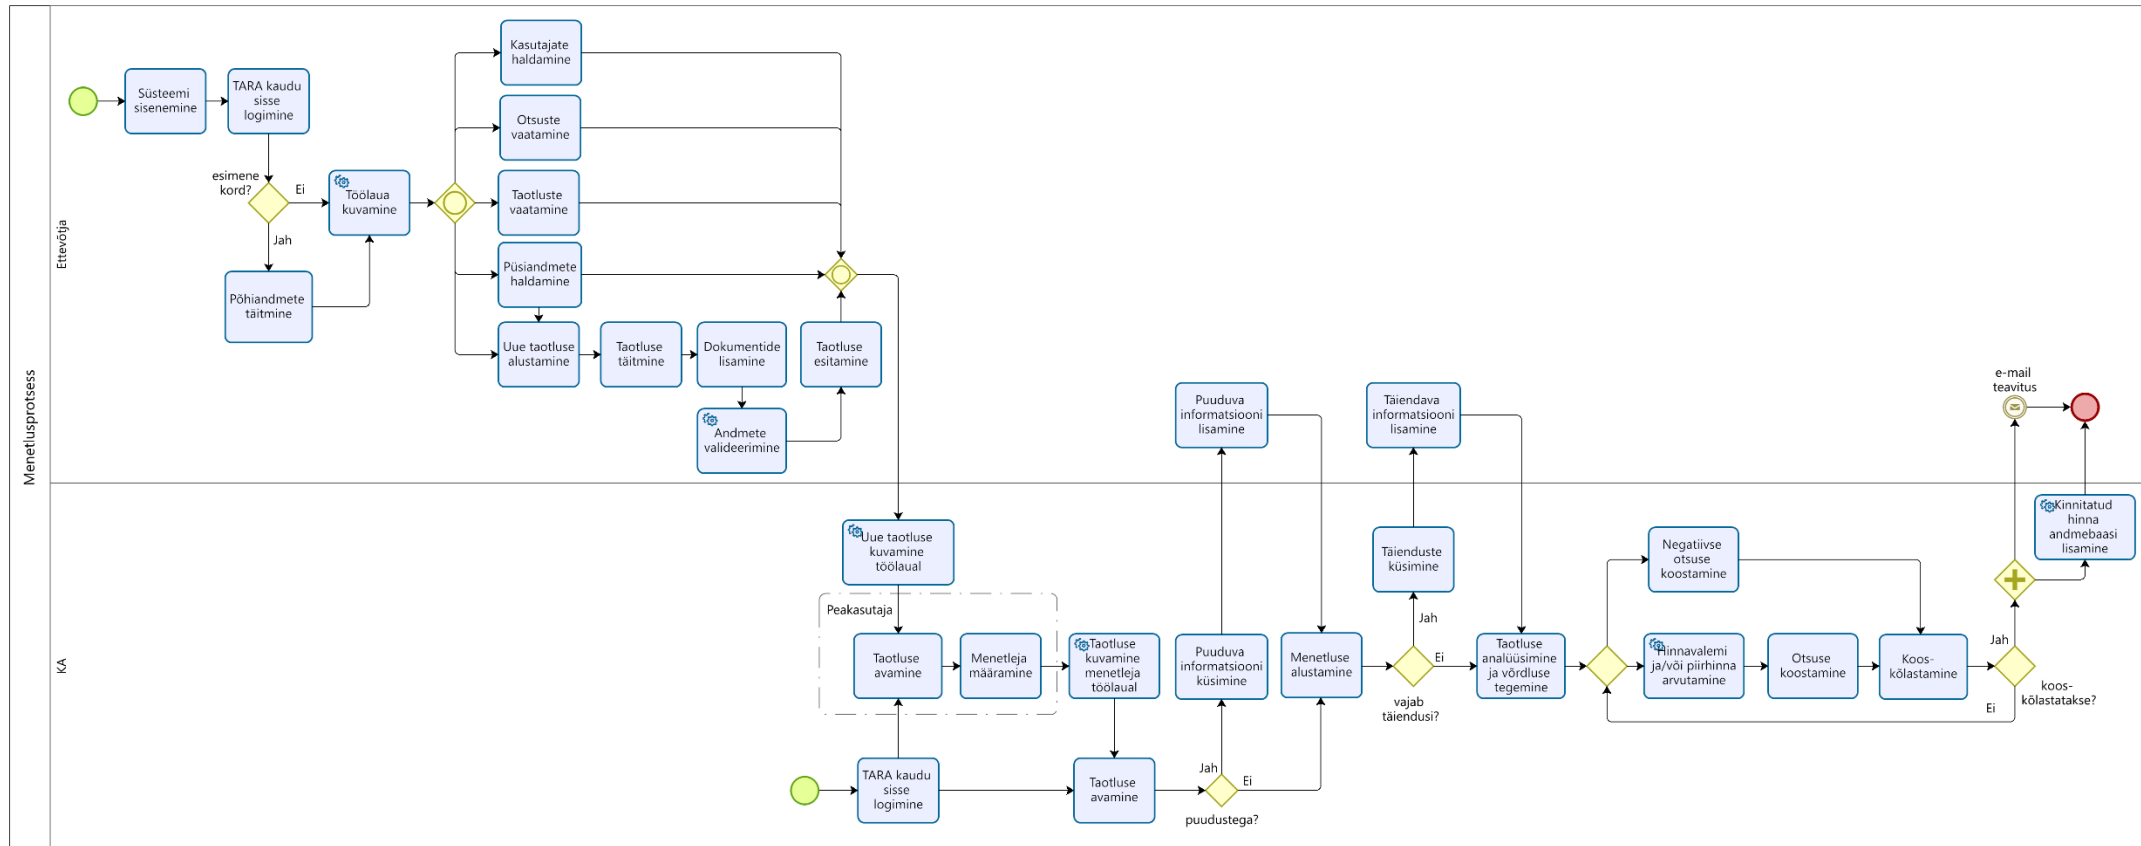 Menetlusprotsess
Ettevõtja
Süsteemi
sisenemine
TARA kaudu
sisse
logimine
esimene
kord?
Ei
Jah
Põhiandmete
täitmine
Töölaua
kuvamine
Kasutajate
haldamine
Otsuste
vaatamine
Taotluste
vaatamine
Püsiandmete
haldamine
Uue taotluse
alustamine
Taotluse
täitmine
Dokumentide
lisamine
Andmete
valideerimine
Taotluse
esitamine
Puuduva
informatsiooni
lisamine
Täiendava
informatsiooni
lisamine
e-mail
teavitus
KA
Uue taotluse
kuvamine
töölaual
Peakasutaja
Taotluse
avamine
Menetleja
määramine
Taotluse
kuvamine
menetleja
töölaual
TARA kaudu
sisse
logimine
Taotluse
avamine
puudustega?
Jah
Ei
Puuduva
informatsiooni
küsimine
Menetluse
alustamine
vajab
täiendusi?
Jah
Ei
Täienduste
küsimine
Taotluse
analüüsimine
ja võrdluse
tegemine
Negatiivse
otsuse
koostamine
Hinnavalemi
ja/või piirhinna
arvutamine
Otsuse
koostamine
Koos-
kõlastamine
koos-
kõlastatakse?
Jah
Ei
Kinnitatud
hinna
andmebaasi
lisamine